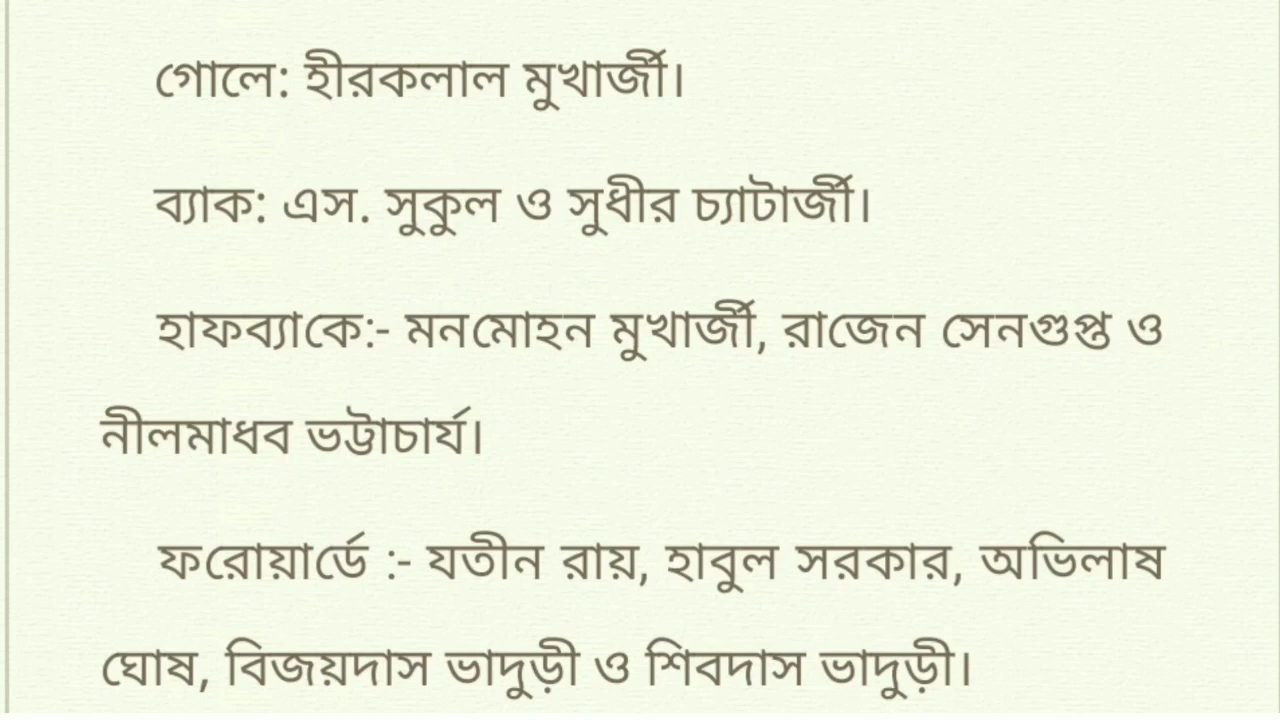 গোলে: হীরকলাল মুখার্জী।
ব্যাক: এস. সুকুল ও সুধীর চ্যাটার্জী।
হাফব্যাকে:- মনমোহন মুখার্জী, রাজেন সেনগুপ্ত ও
নীলমাধব ভট্টাচার্য।
ফরোয়ার্ডে :- যতীন রায়, হাবুল সরকার, অভিলাষ
ঘোষ, বিজয়দাস ভাদুড়ী ও শিবদাস ভাদুড়ী।